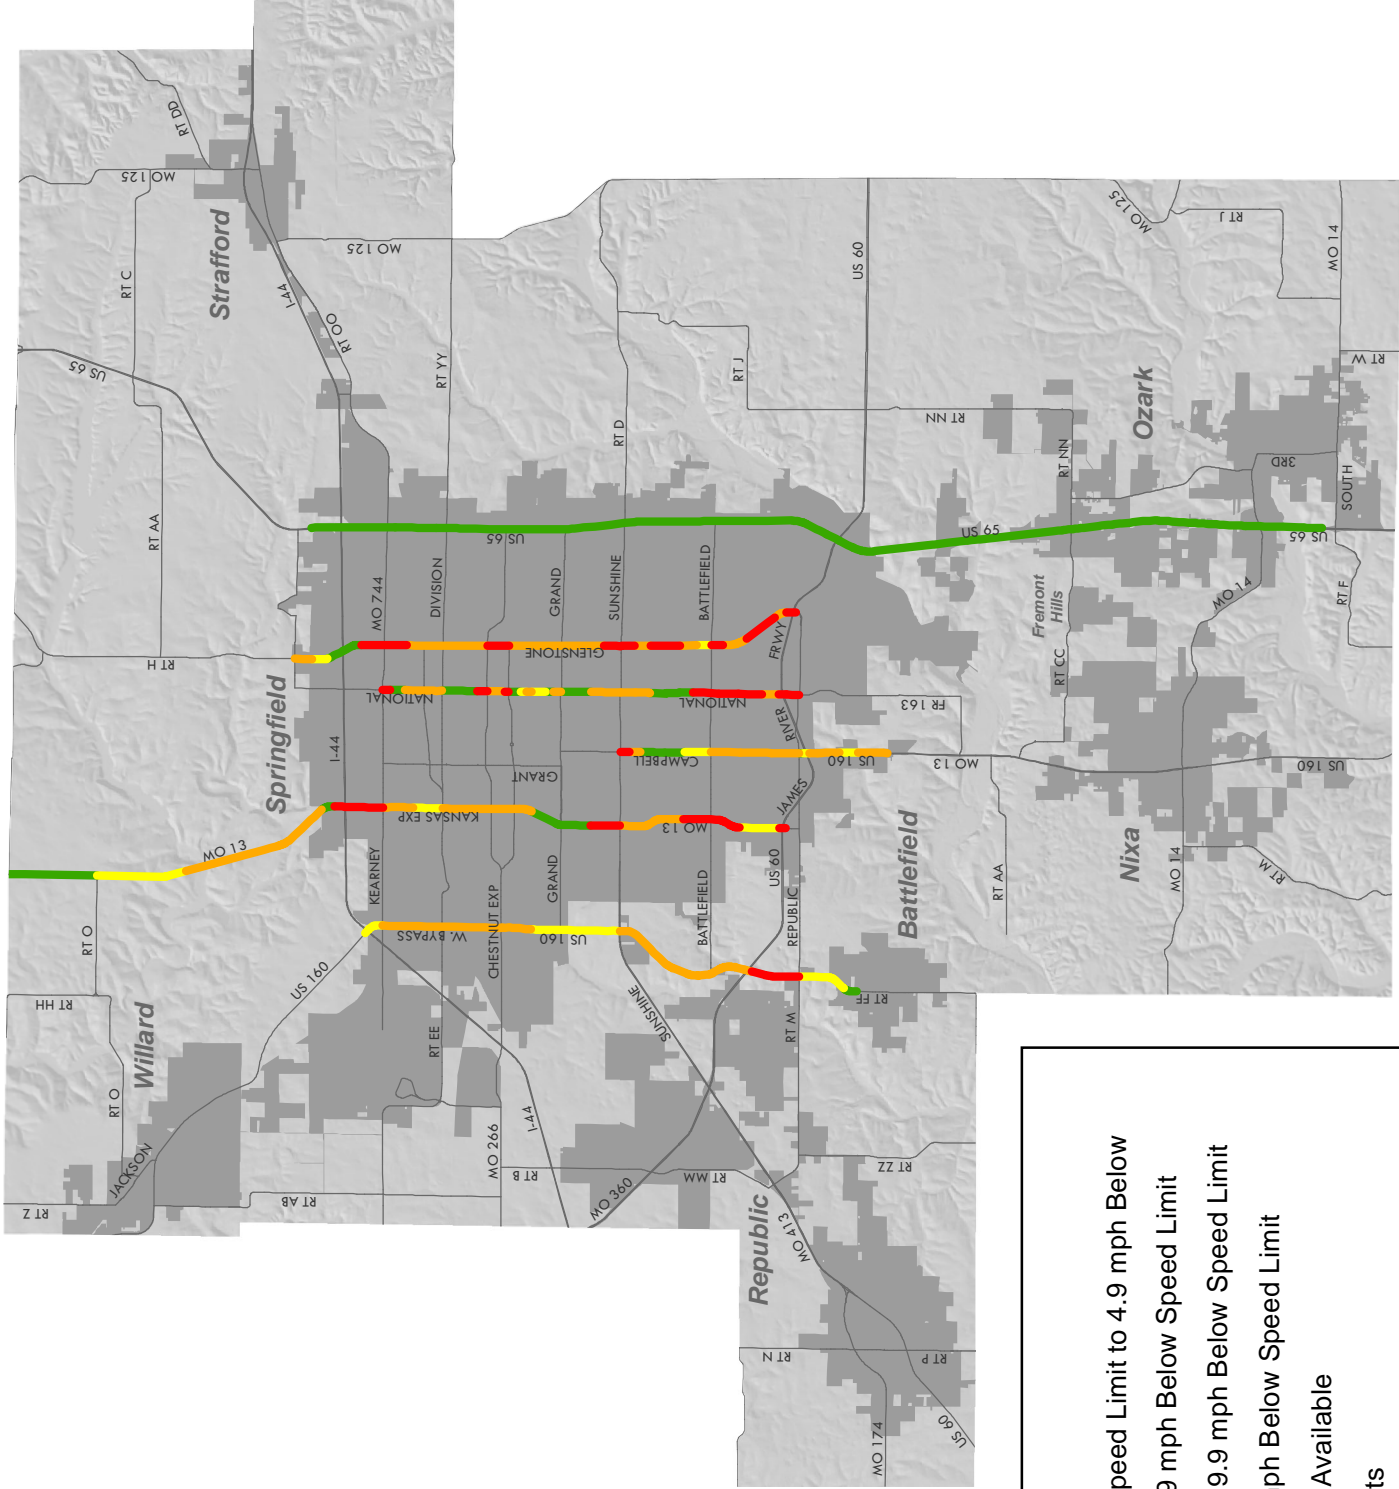 RT DD
MO 125
RT C
Strafford
MO 125
I-44
RT OO
US 65
RT YY
RT AA
RT H
MO 744
DIVISION
US 65
GRAND
SUNSHINE
RT D
BATTLEFIELD
RT J
US 60
MO 125
RT J
MO 14
RT W
RT NN
RT NN
Ozark
3RD
SOUTH
US 65
US 65
RT F
MO 14
Fremont
Hills
RT CC
Springfield
I-44
NATIONAL
GLENSTONE
NATIONAL
FRWY
RIVER
JAMES
FR 163
CAMPBELL
US 160
MO 13
US 160
GRANT
KANSAS EXP
MO 13
MO 13
KEARNEY
GRAND
CHESTNUT EXP
W. BYPASS
US 160
BATTLEFIELD
US 60
REPUBLIC
Battlefield
RT AA
Nixa
MO 14
RT M
RT O
RT HH
US 160
Willard
RT O
JACKSON
RT Z
RT AB
RT EE
MO 266
I-44
RT B
MO 360
SUNSHINE
RT MM
RT M
RT FF
RT ZZ
Republic
MO 413
RT N
RT P
MO 174
US 60
peed Limit to 4.9 mph Below
9 mph Below Speed Limit
9.9 mph Below Speed Limit
ph Below Speed Limit
Available
ts